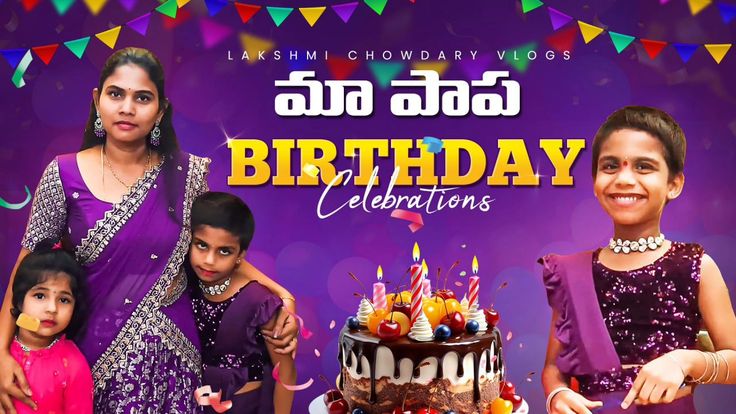 LAKSHMI CHOWDARY VLOGS
మా పాప
BIRTHDAY
Celebrations